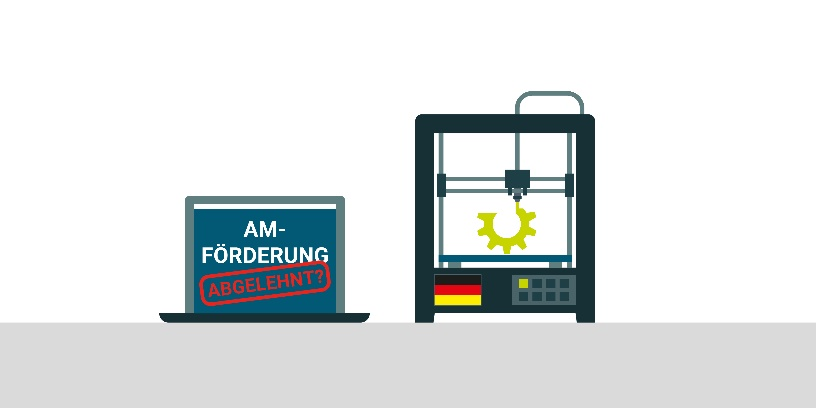 AM-
FÖRDERUNG
ABGELEHNT?